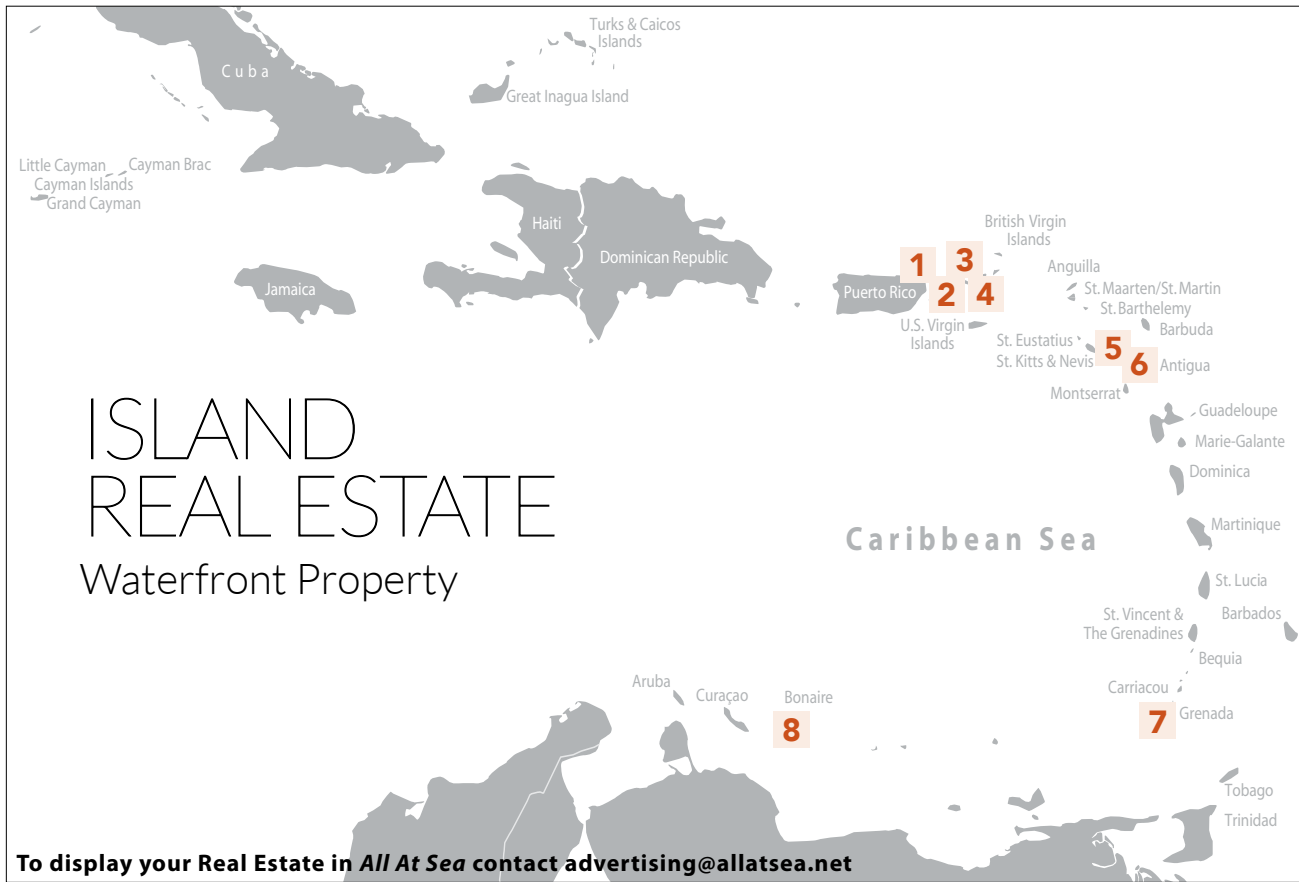 Turks & Caicos
Islands
Cuba
Great Inagua Island
Little Cayman
Cayman Brac
Cayman Islands
Grand Cayman
Haiti
Dominican Republic
Jamaica
British Virgin
Islands
1
3
Puerto Rico
2
4
U.S. Virgin
Islands
Anguilla
St. Maarten/St. Martin
St. Barthelemy
Barbuda
St. Eustatius
St. Kitts & Nevis
5
6
Antigua
Montserrat
Guadeloupe
Marie-Galante
Dominica
ISLAND
REAL ESTATE
Waterfront Property
Caribbean Sea
Martinique
St. Lucia
St. Vincent &
The Grenadines
Barbados
Bequia
Carriacou
7
Grenada
Aruba
Curaçao
Bonaire
8
Tobago
Trinidad
To display your Real Estate in All At Sea contact advertising@allatsea.net